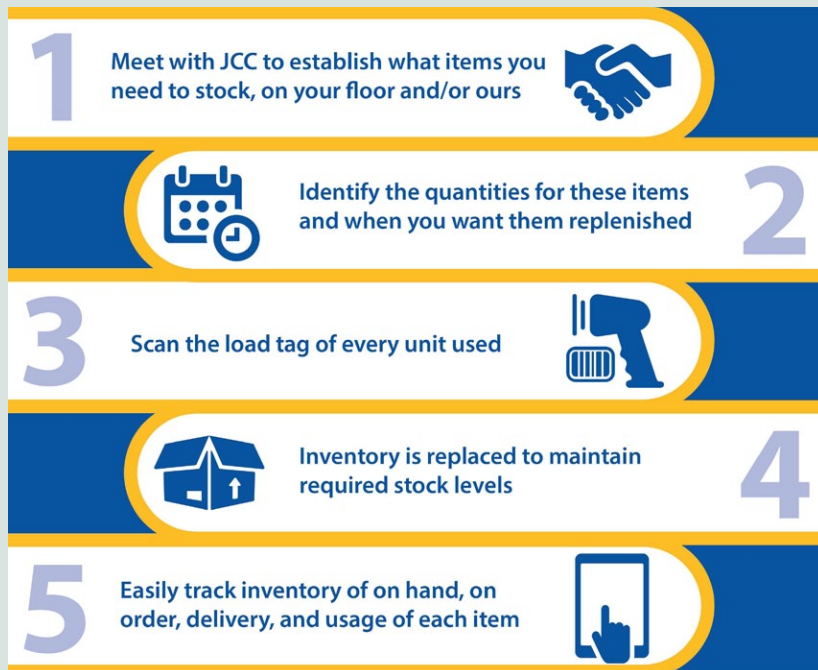 1
Meet with JCC to establish what items you
need to stock, on your floor and/or ours
Identify the quantities for these items
and when you want them replenished
2
3
Scan the load tag of every unit used
Inventory is replaced to maintain
required stock levels
4
5
Easily track inventory of on hand, on
order, delivery, and usage of each item